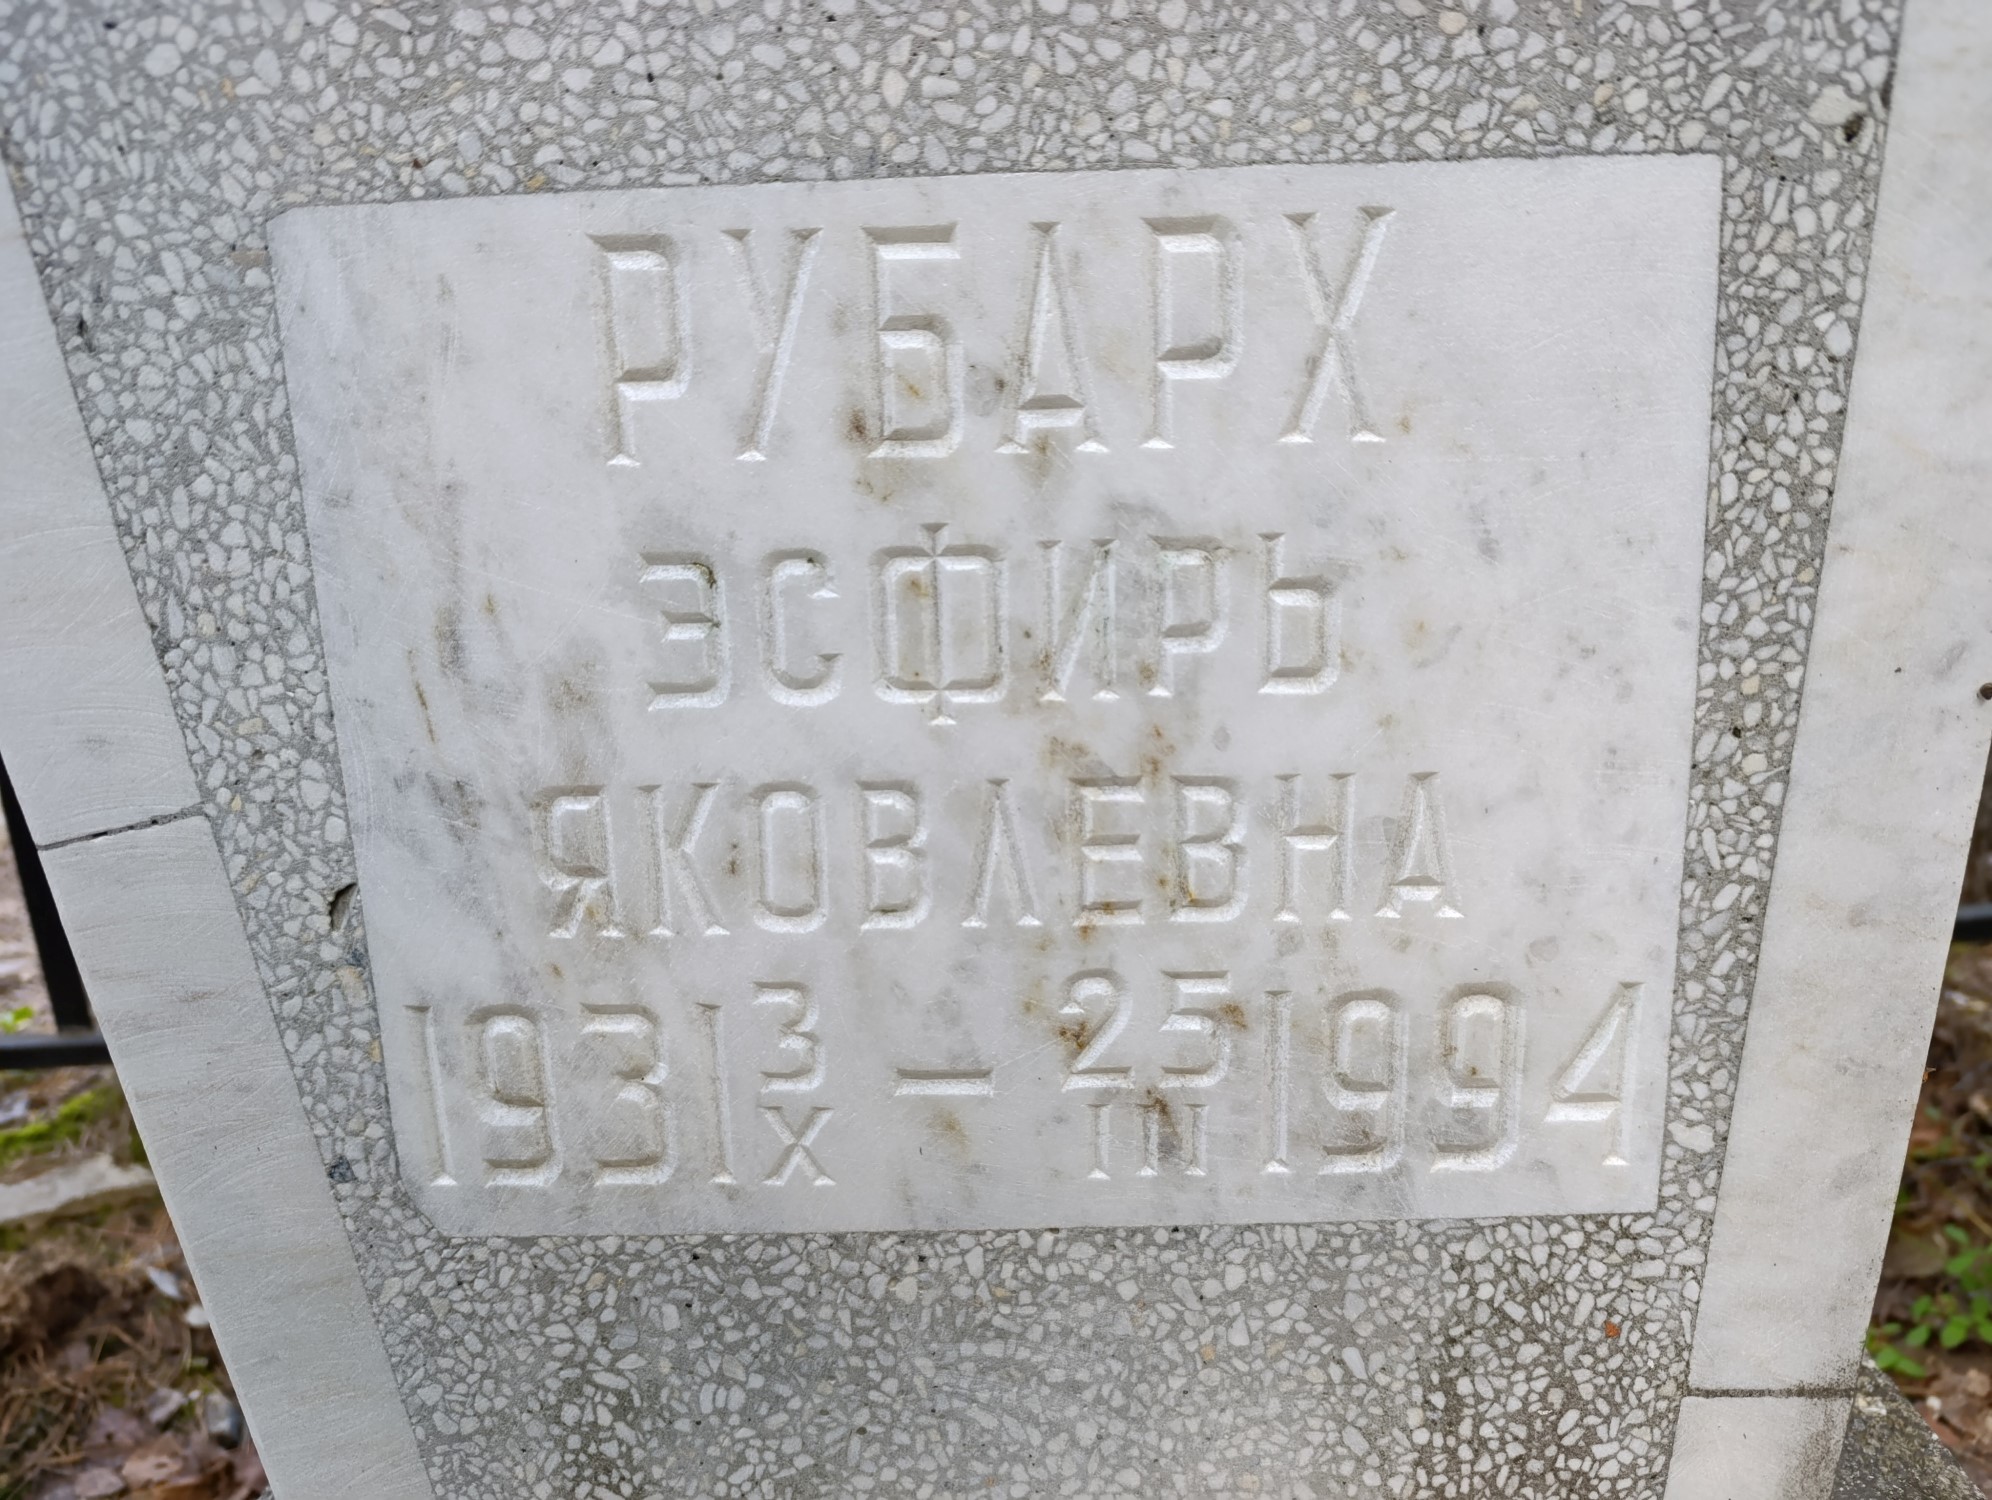 РУБАРХ
ЭСФИРЬ
ЯКОВЛЕВНА
1931 3/X – 25/III 1994